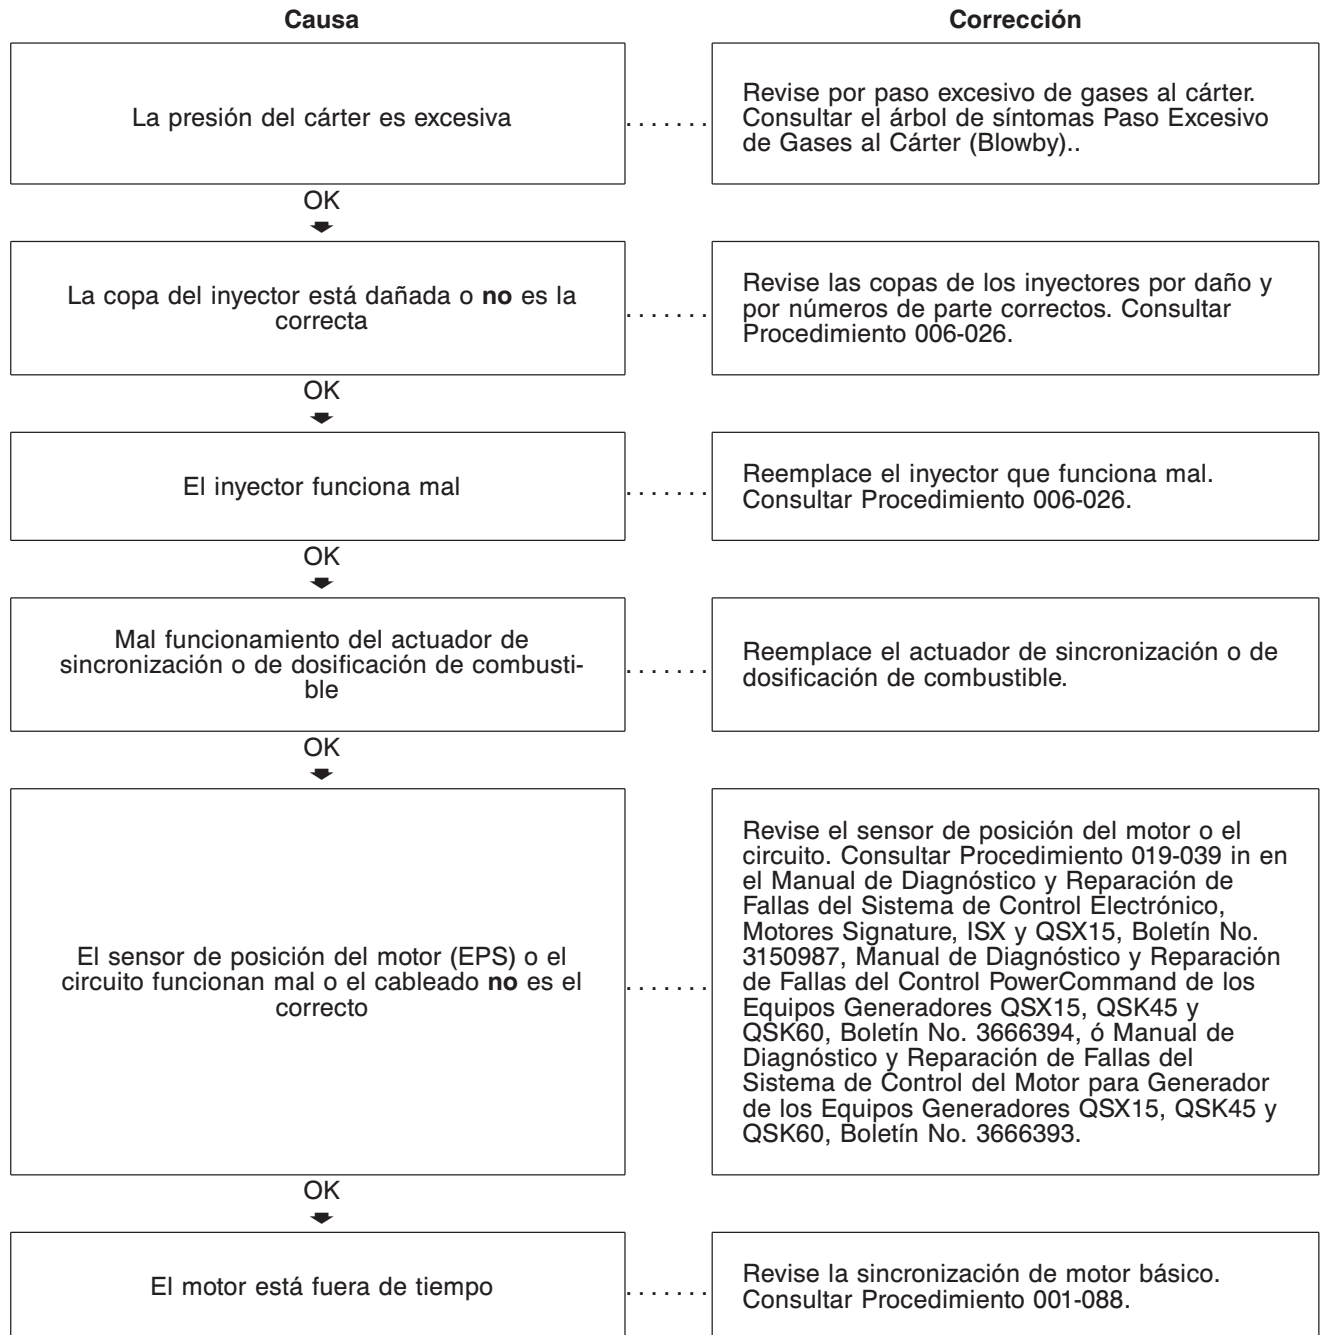 Causa
Corrección
La presión del cárter es excesiva
. . . . . . .
Revise por paso excesivo de gases al cárter.
Consultar el árbol de síntomas Paso Excesivo
de Gases al Cárter (Blowby)..
OK
La copa del inyector está dañada o no es la
correcta
. . . . . . .
Revise las copas de los inyectores por daño y
por números de parte correctos. Consultar
Procedimiento 006-026.
OK
El inyector funciona mal
. . . . . . .
Reemplace el inyector que funciona mal.
Consultar Procedimiento 006-026.
OK
Mal funcionamiento del actuador de
sincronización o de dosificación de combusti-
ble
. . . . . . .
Reemplace el actuador de sincronización o de
dosificación de combustible.
OK
El sensor de posición del motor (EPS) o el
circuito funcionan mal o el cableado no es el
correcto
. . . . . . .
Revise el sensor de posición del motor o el
circuito. Consultar Procedimiento 019-039 in en
el Manual de Diagnóstico y Reparación de
Fallas del Sistema de Control Electrónico,
Motores Signature, ISX y QSX15, Boletín No.
3150987, Manual de Diagnóstico y Reparación
de Fallas del Control PowerCommand de los
Equipos Generadores QSX15, QSK45 y
QSK60, Boletín No. 3666394, ó Manual de
Diagnóstico y Reparación de Fallas del
Sistema de Control del Motor para Generador
de los Equipos Generadores QSX15, QSK45 y
QSK60, Boletín No. 3666393.
OK
El motor está fuera de tiempo
. . . . . . .
Revise la sincronización de motor básico.
Consultar Procedimiento 001-088.